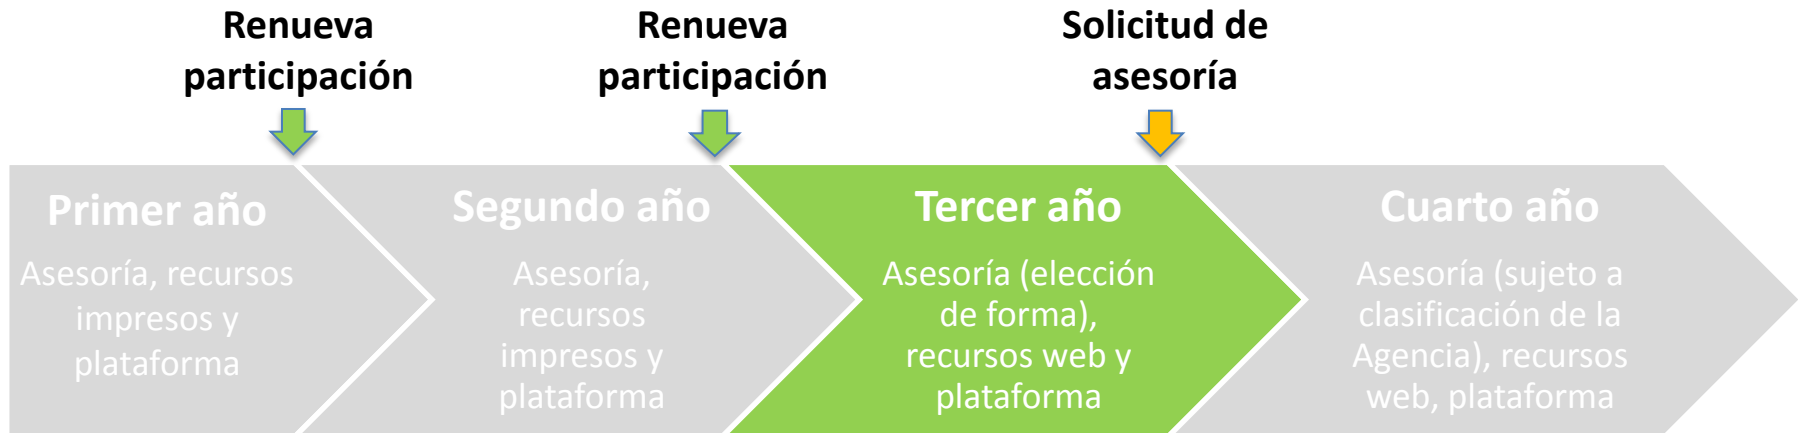 Renueva
participación
Renueva
participación
Solicitud de
asesoría
Primer año
Asesoría, recursos
impresos y
plataforma
Segundo año
Asesoría,
recursos
impresos y
plataforma
Tercer año
Asesoría (elección
de forma),
recursos web y
plataforma
Cuarto año
Asesoría (sujeto a
clasificación de la
Agencia), recursos
web, plataforma